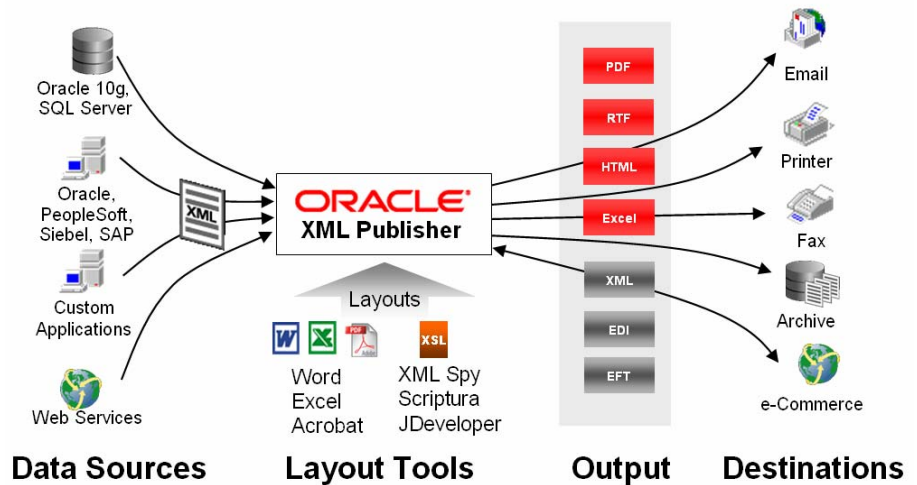 Oracle 10g,
SQL Server
Oracle,
PeopleSoft,
Siebel, SAP
Custom
Applications
Web Services
Data Sources
XML
ORACLE
XML Publisher
Layouts
W
X
PDF
Adobe
XSL
Word
Excel
Acrobat
XML Spy
Scriptura
JDeveloper
Layout Tools
PDF
RTF
HTML
Excel
XML
EDI
EFT
Output
Email
Printer
Fax
Archive
e-Commerce
Destinations